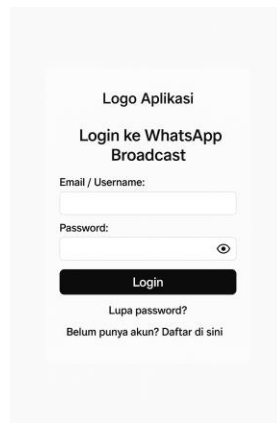 Logo Aplikasi
Login ke WhatsApp
Broadcast
Email / Username:
Password:
Login
Lupa password?
Belum punya akun? Daftar di sini